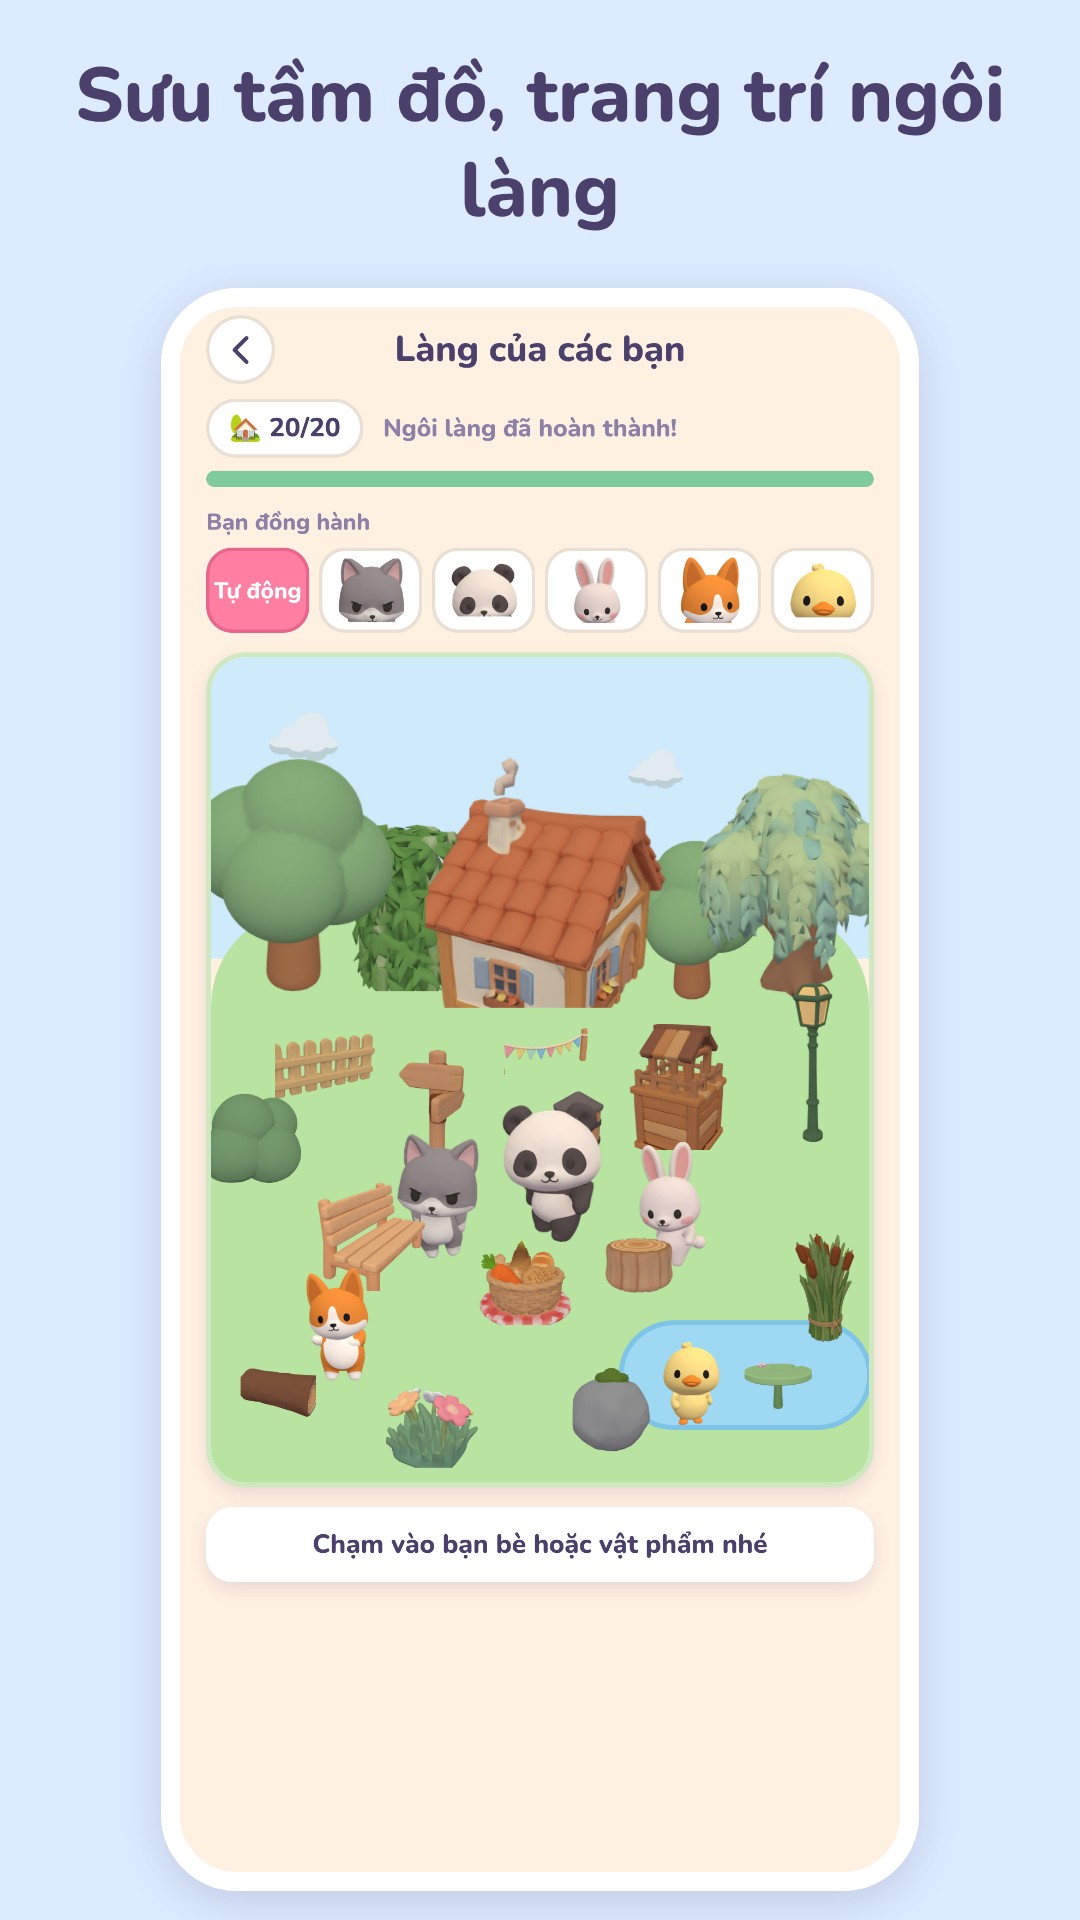 Sưu tầm đồ, trang trí ngôi
làng
Làng của các bạn
20/20
Ngôi làng đã hoàn thành!
Bạn đồng hành
Tự động
Chạm vào bạn bè hoặc vật phẩm nhé